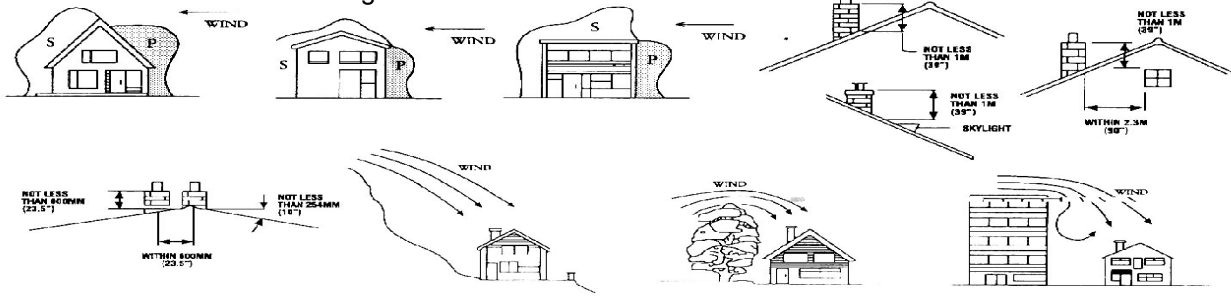 WIND
S
P
WIND
S
P
WIND
S
P
NOT LESS
THAN 1M
(39")
NOT LESS
THAN 1M
(39")
SKYLIGHT
NOT LESS
THAN 1M
(39")
WITHIN 2.3M
(90")
NOT LESS
THAN 600MM
(23.5")
NOT LESS
THAN 254MM
(10")
WITHIN 600MM
(23.5")
WIND
WIND
WIND